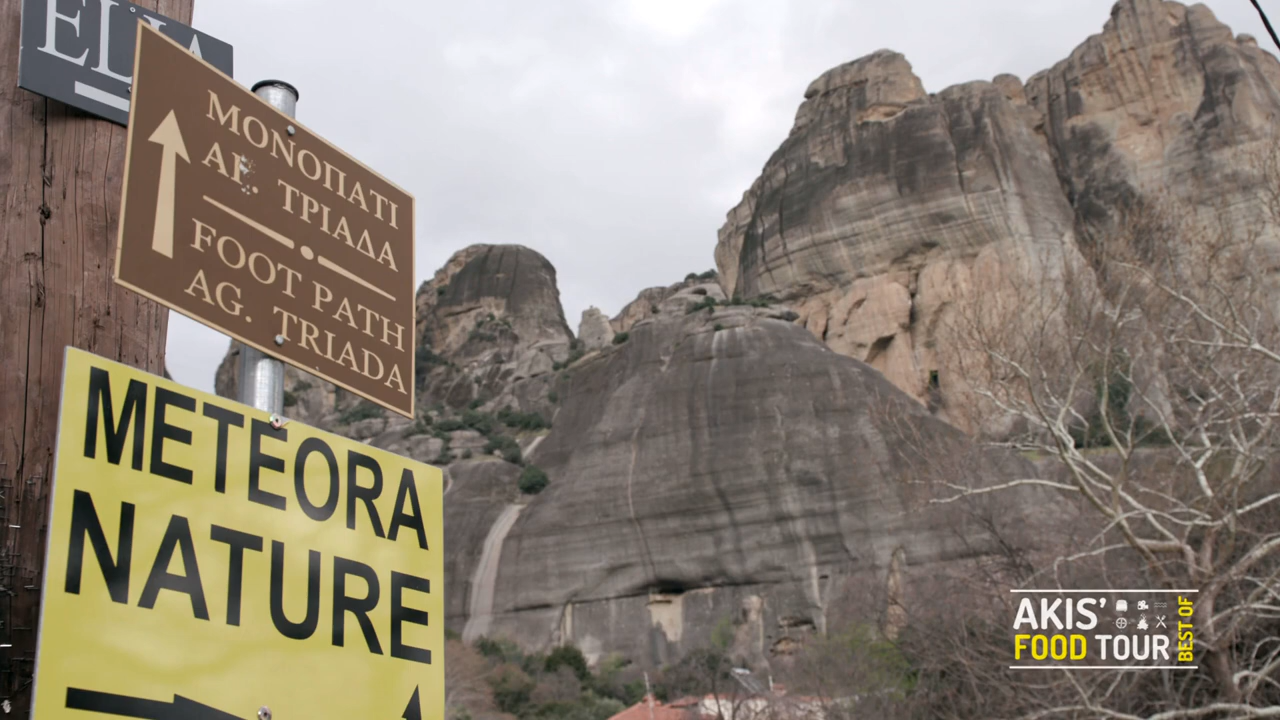 ΜΟΝΟΠΑΤΙ
ΑΓ. ΤΡΙΑΔΑ
FOOT PATH
AG. TRIADA
METEORA
NATURE
AKIS'
FOOD TOUR
BEST OF